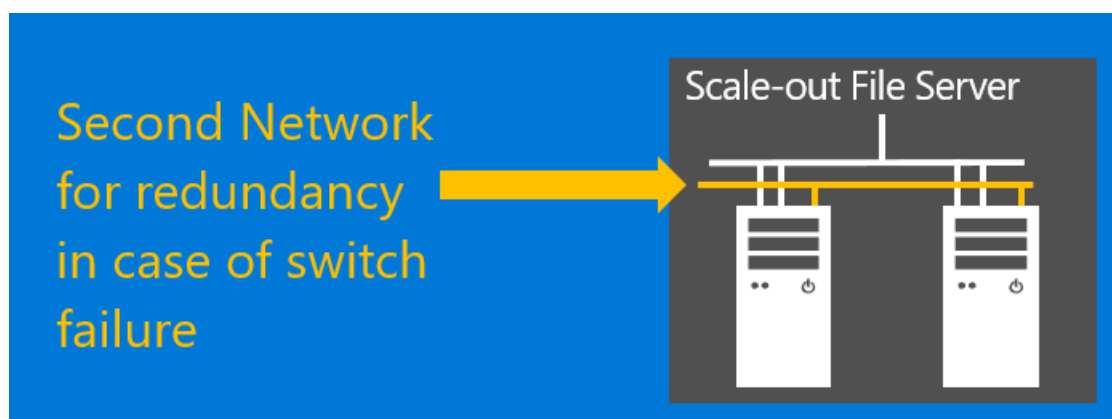 Second Network
for redundancy
in case of switch
failure
Scale-out File Server